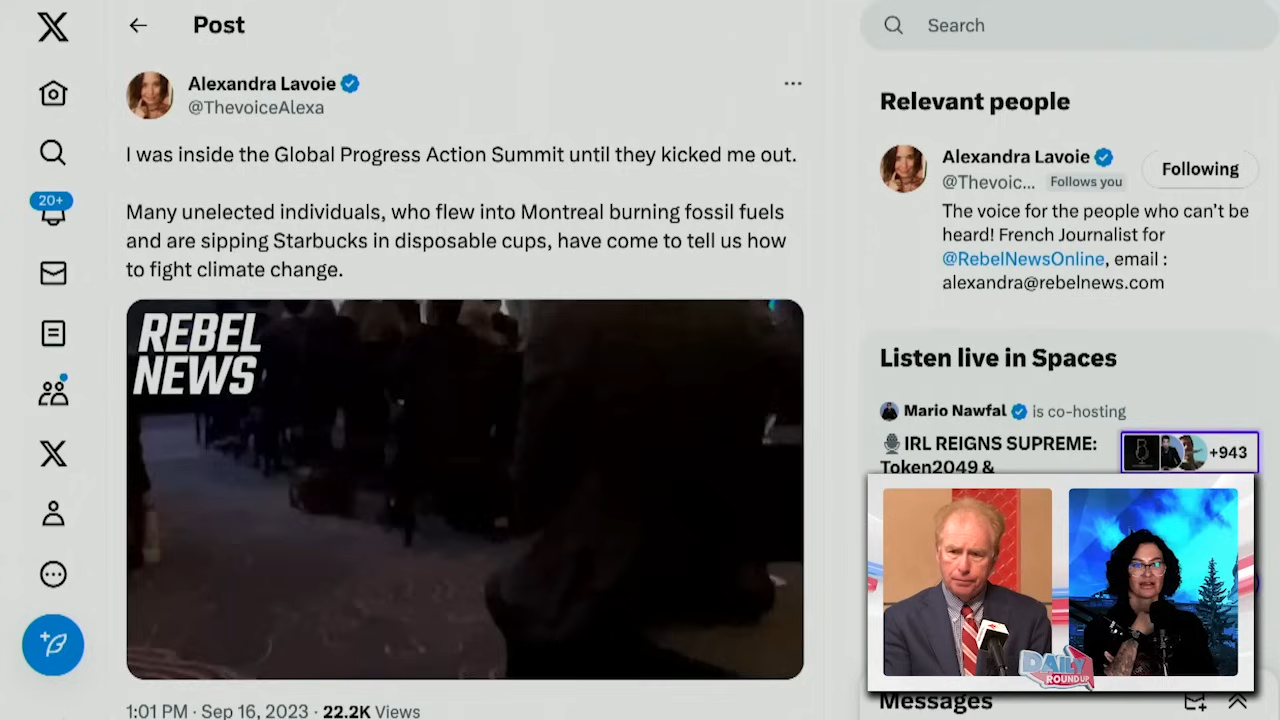 Post
Search
Alexandra Lavoie
@ThevoiceAlexa
I was inside the Global Progress Action Summit until they kicked me out.
Many unelected individuals, who flew into Montreal burning fossil fuels
and are sipping Starbucks in disposable cups, have come to tell us how
to fight climate change.
REBEL
NEWS
1:01 PM · Sep 16, 2023 · 22.2K Views
20+
Relevant people
Alexandra Lavoie
@Thevoic... Follows you
Following
The voice for the people who can't be
heard! French Journalist for
@RebelNewsOnline, email :
alexandra@rebelnews.com
Listen live in Spaces
Mario Nawfal is co-hosting
IRL REIGNS SUPREME:
Token2049 &
+943
DAILY
ROUNDUP
Messages